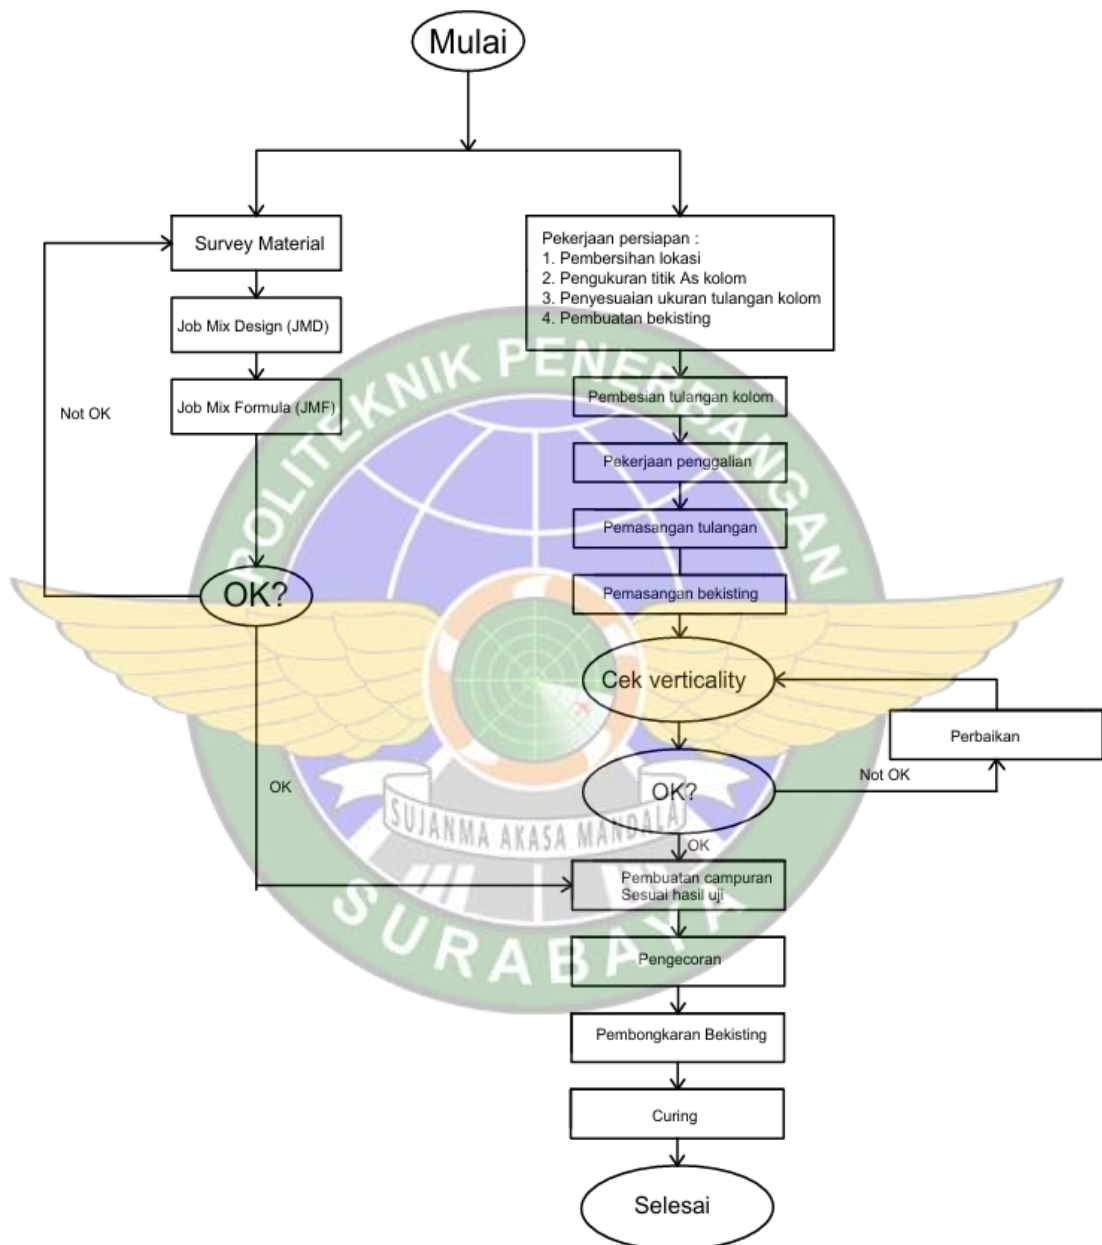 Mulai
Survey Material
Job Mix Design (JMD)
Job Mix Formula (JMF)
Not OK
OK?
OK
Pekerjaan persiapan :
1. Pembersihan lokasi
2. Pengukuran titik As kolom
3. Penyesuaian ukuran tulangan kolom
4. Pembuatan bekisting
Pembesian tulangan kolom
Pekerjaan penggalian
Pemasangan tulangan
Pemasangan bekisting
Cek verticality
Perbaikan
OK?
Not OK
OK
Pembuatan campuran
Sesuai hasil uji
Pengecoran
Pembongkaran Bekisting
Curing
Selesai
POLITEKNIK PENERBANGAN
SUJANMA AKASA MANDALA
SURABAYA